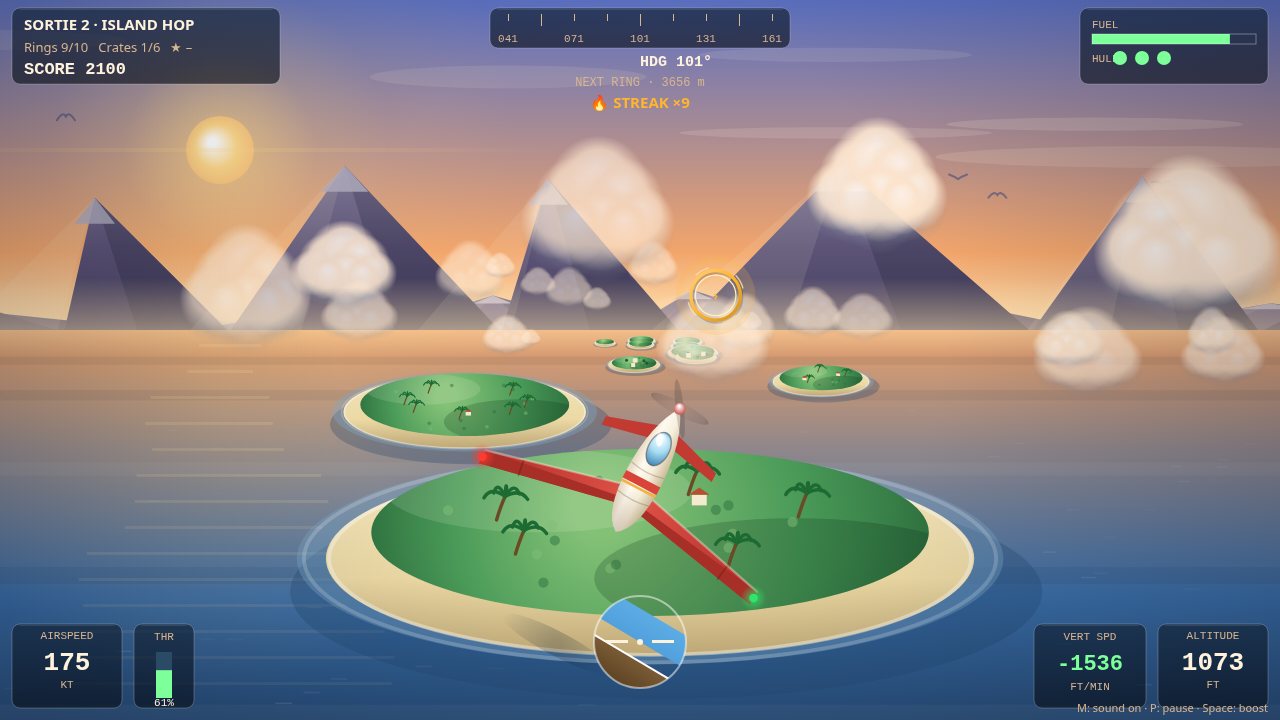 SORTIE 2 · ISLAND HOP
Rings 9/10 Crates 1/6 ★ –
SCORE 2100
041 071 101 131 161
HDG 101°
NEXT RING · 3656 m
🔥 STREAK ×9
FUEL
HULL
AIRSPEED
175
KT
THR
61%
VERT SPD
-1536
FT/MIN
ALTITUDE
1073
FT
M: sound on · P: pause · Space: boost